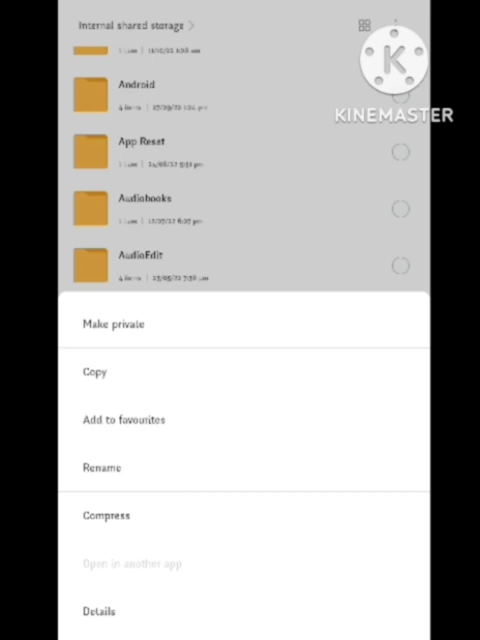 Internal shared storage
K
KINEMASTER
Android
App Reset
Audiobooks
AudioEdit
Make private
Copy
Add to favourites
Rename
Compress
Open in another app
Details